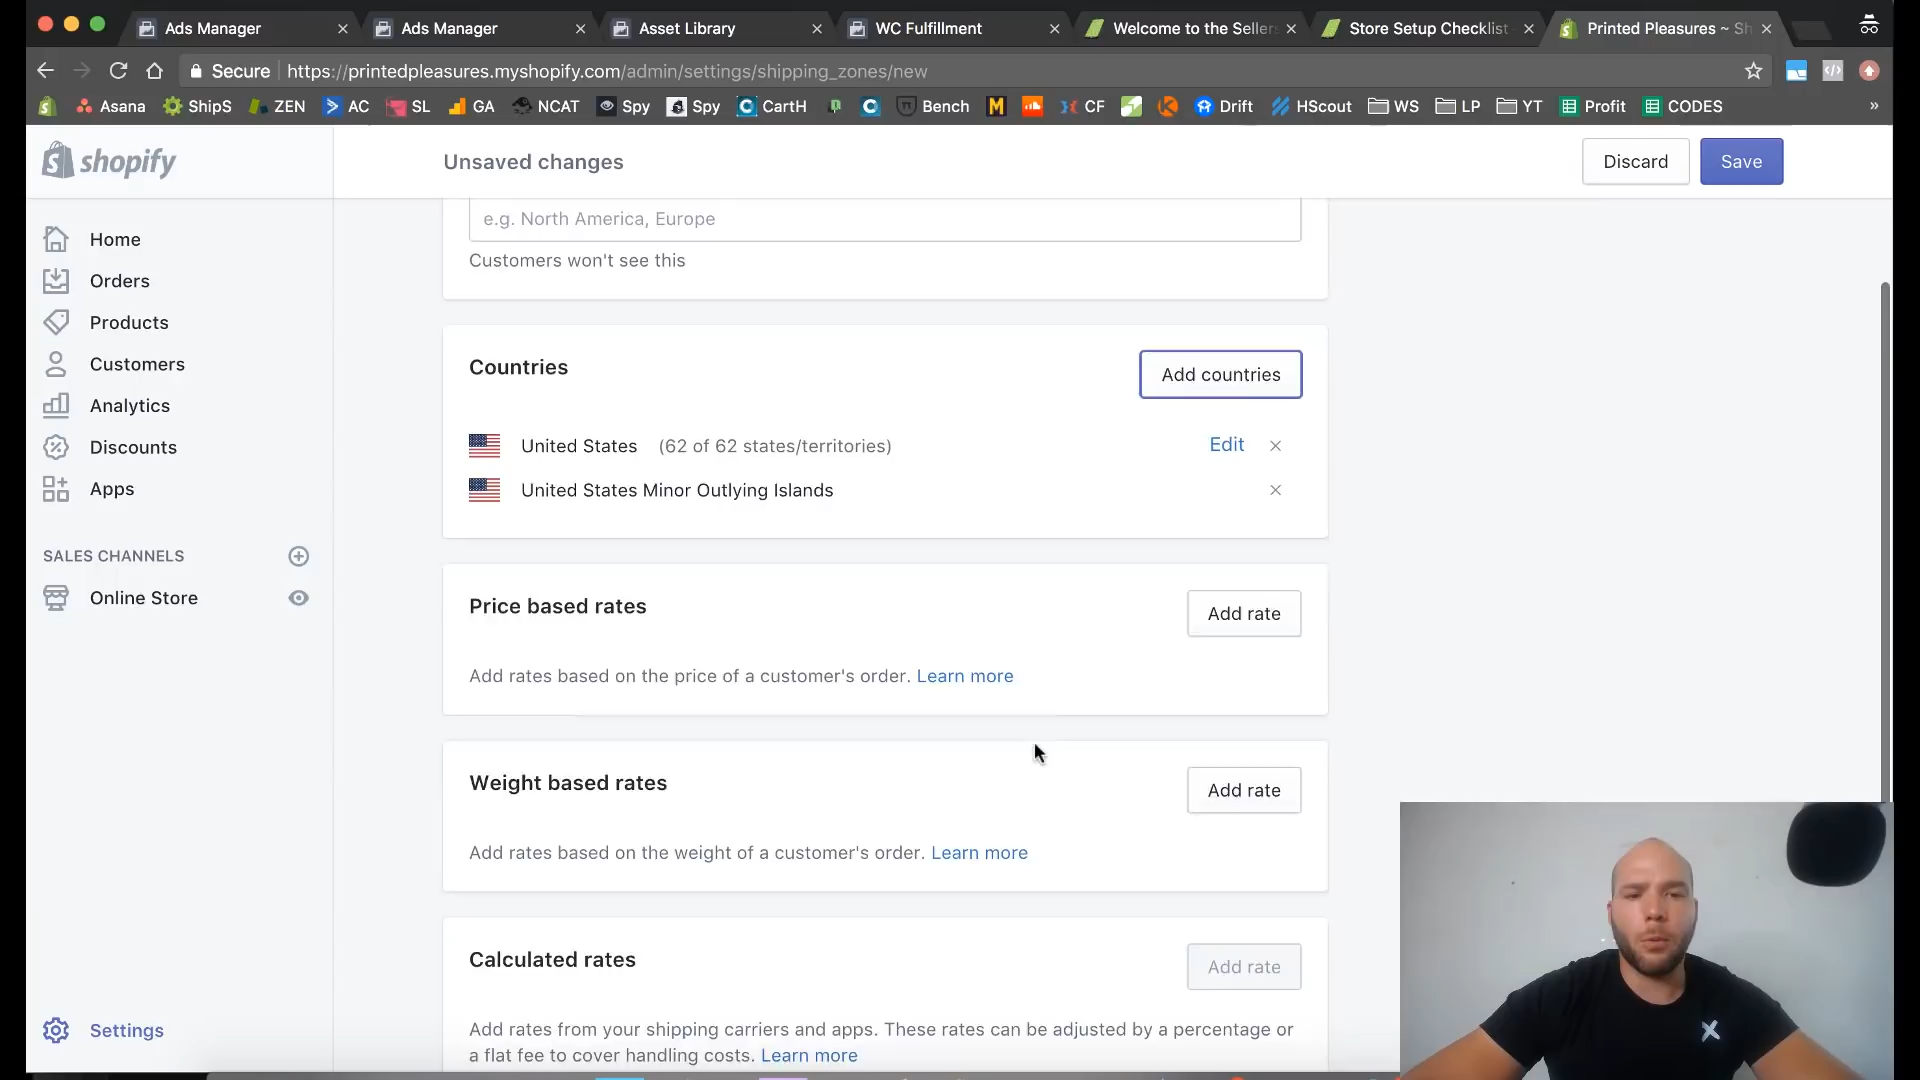 Ads Manager
Ads Manager
Asset Library
WC Fulfillment
Welcome to the Sellers
Store Setup Checklist
Printed Pleasures ~ Sh
Secure
https://printedpleasures.myshopify.com/admin/settings/shipping_zones/new
Asana
ShipS
ZEN
AC
SL
GA
NCAT
Spy
Spy
CartH
Bench
CF
Drift
HScout
WS
LP
YT
Profit
CODES
»
shopify
Unsaved changes
Discard
Save
Home
Orders
Products
Customers
Analytics
Discounts
Apps
SALES CHANNELS
Online Store
Settings
e.g. North America, Europe
Customers won't see this
Countries
Add countries
United States (62 of 62 states/territories)
Edit
United States Minor Outlying Islands
Price based rates
Add rate
Add rates based on the price of a customer's order. Learn more
Weight based rates
Add rate
Add rates based on the weight of a customer's order. Learn more
Calculated rates
Add rate
Add rates from your shipping carriers and apps. These rates can be adjusted by a percentage or
a flat fee to cover handling costs. Learn more